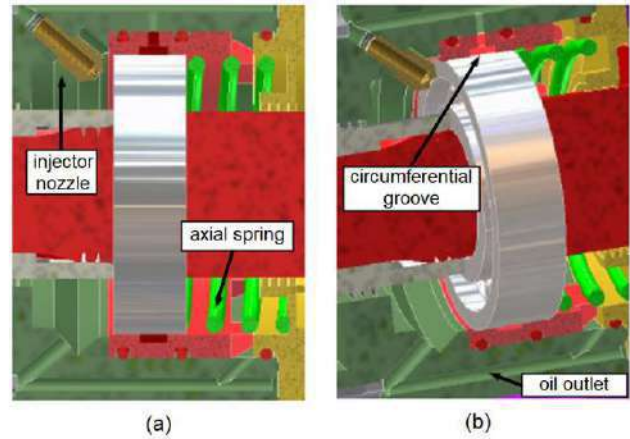 injector
nozzle
axial spring
(a)
circumferential
groove
oil outlet
(b)